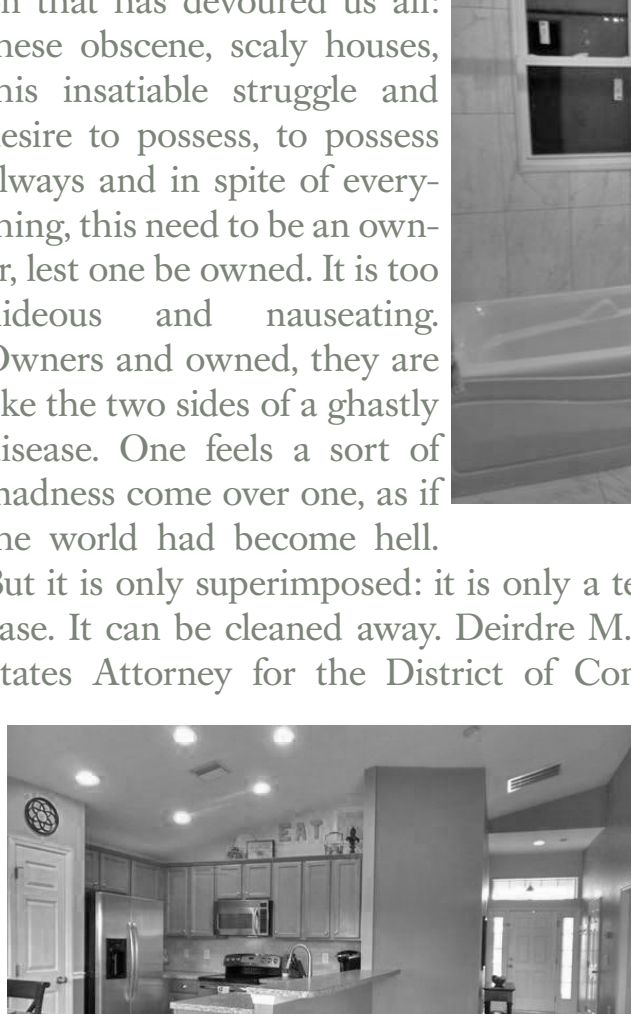 on that has devoured us all:
hese obscene, scaly houses,
his insatiable struggle and
esire to possess, to possess
lways and in spite of every-
hing, this need to be an own-
r, lest one be owned. It is too
ideous and nauseating.
Owners and owned, they are
ike the two sides of a ghastly
isease. One feels a sort of
madness come over one, as if
he world had become hell.
But it is only superimposed: it is only a te
ase. It can be cleaned away. Deirdre M.
tates Attorney for the District of Con
EAT